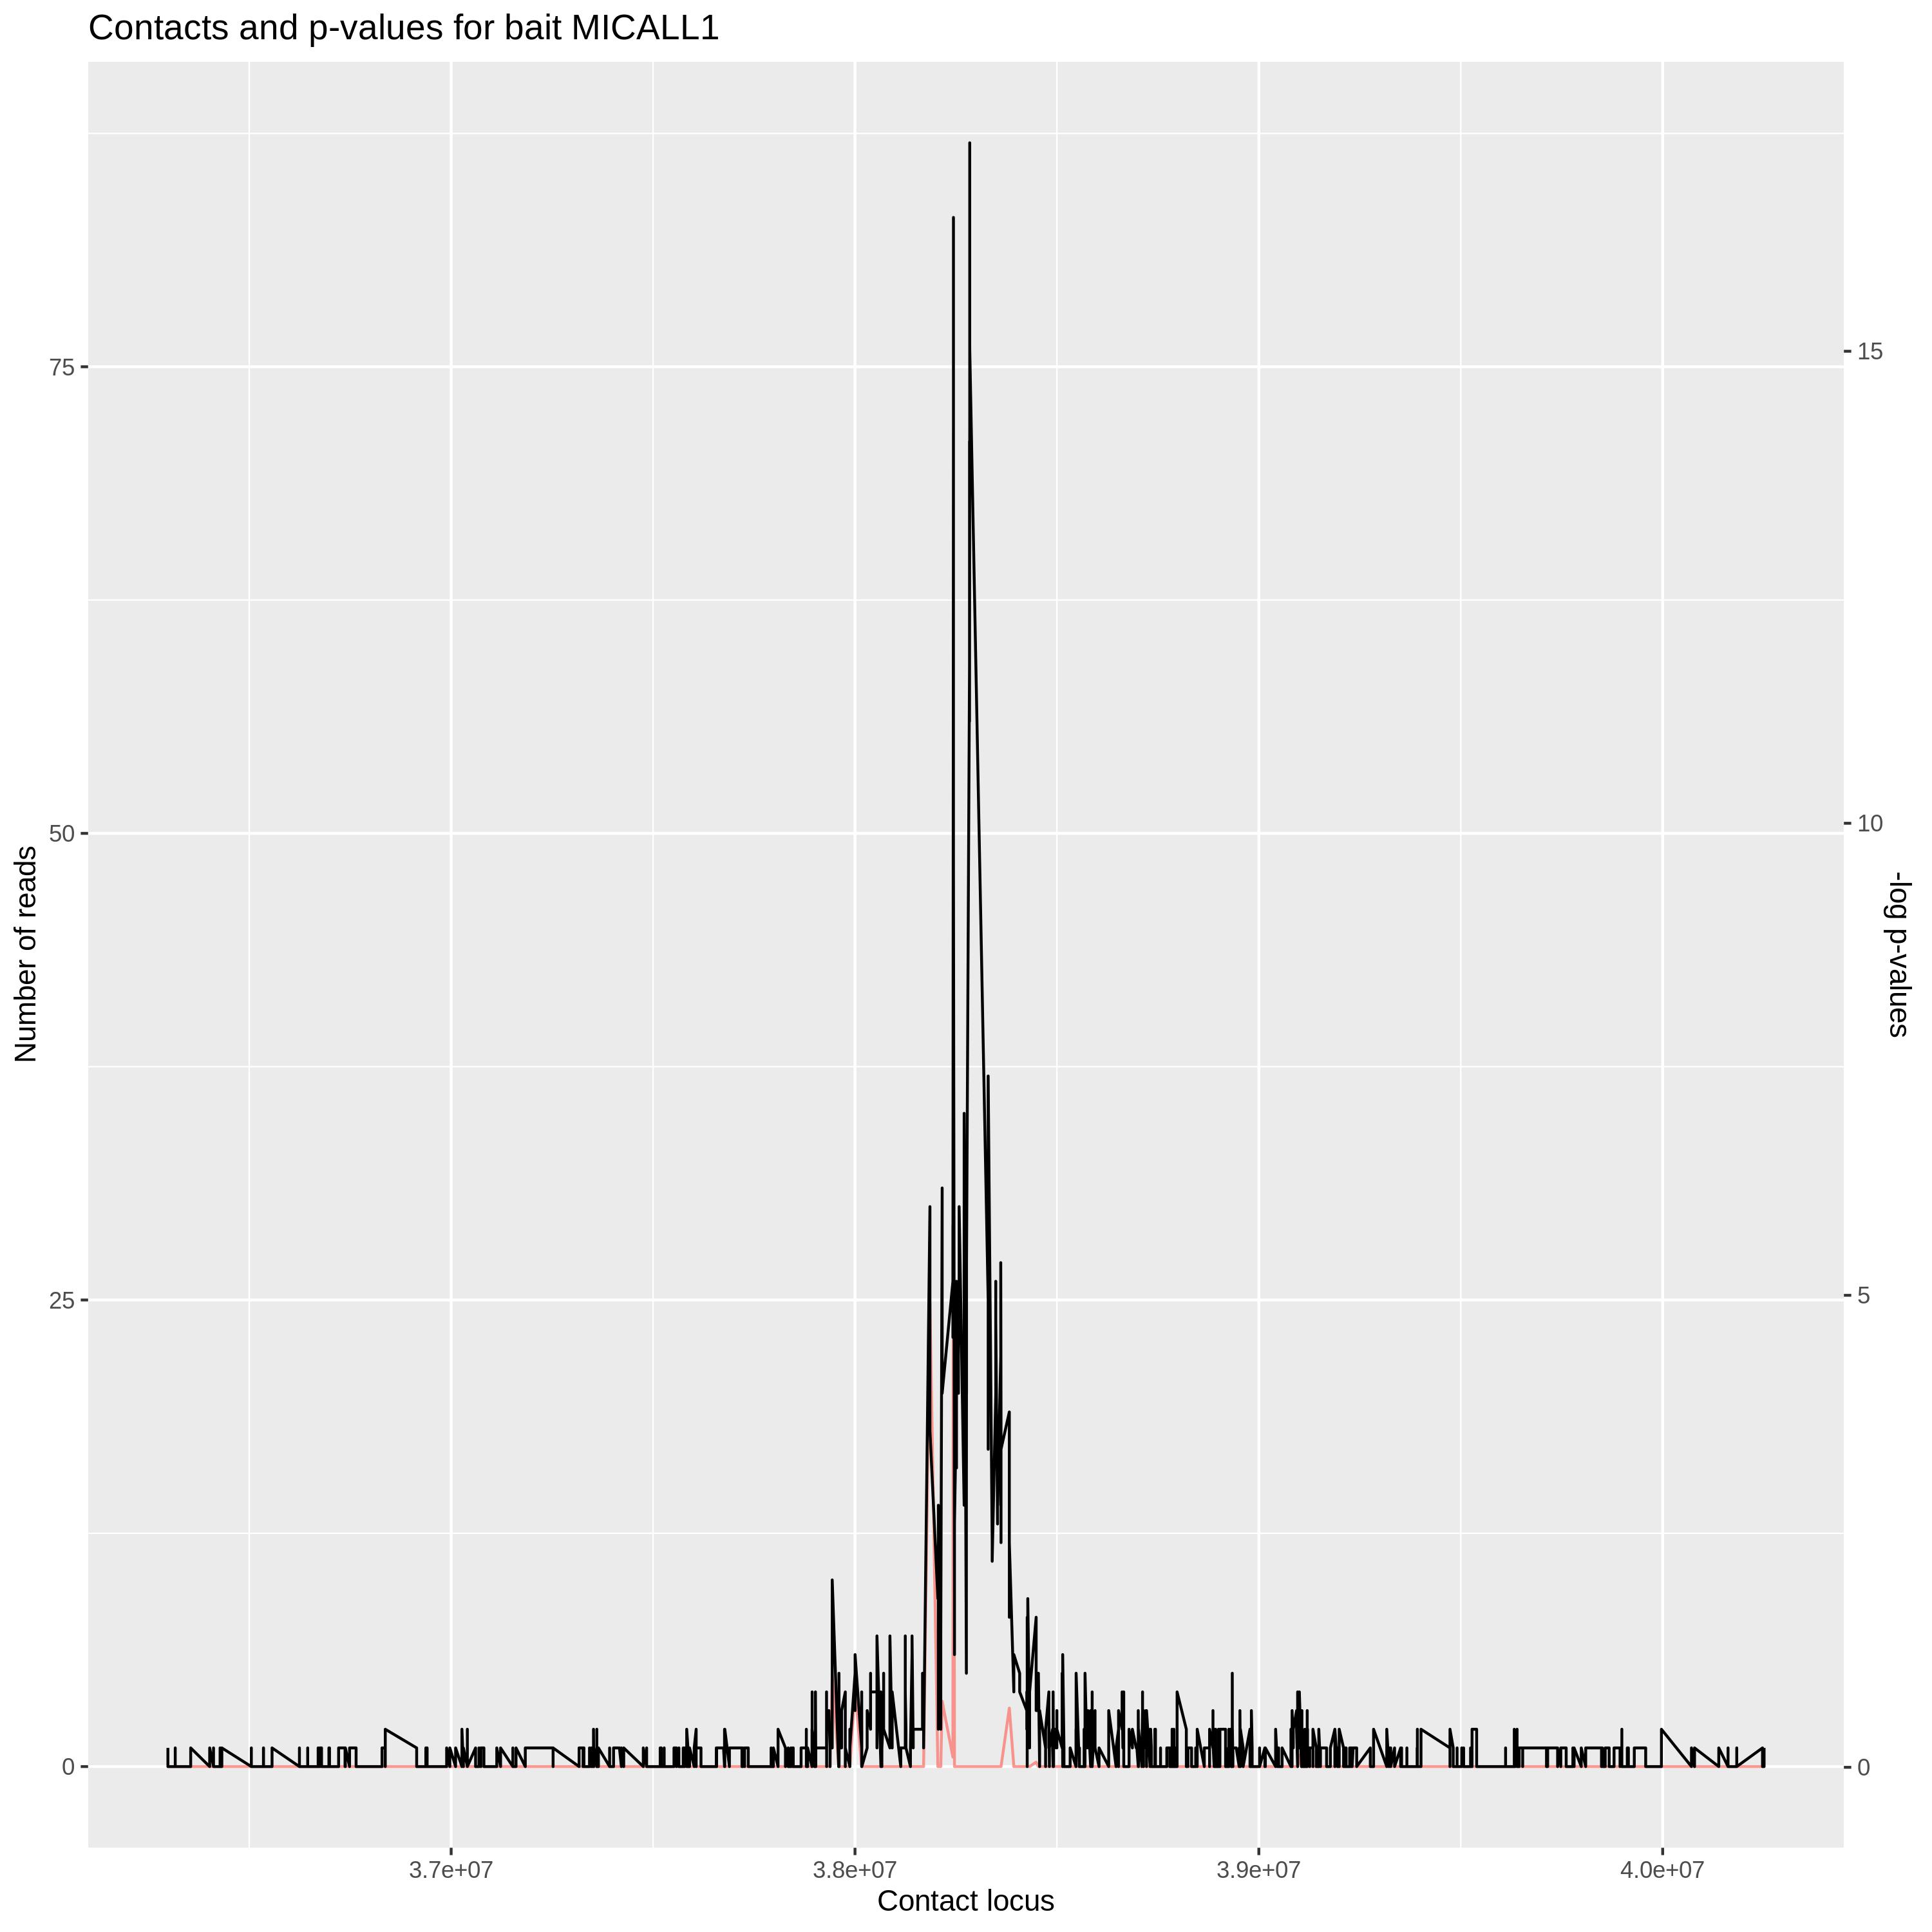 Contacts and p-values for bait MICALL1
75
50
25
0
15
10
5
0
Number of reads
-log p-values
3.7e+07
3.8e+07
3.9e+07
4.0e+07
Contact locus